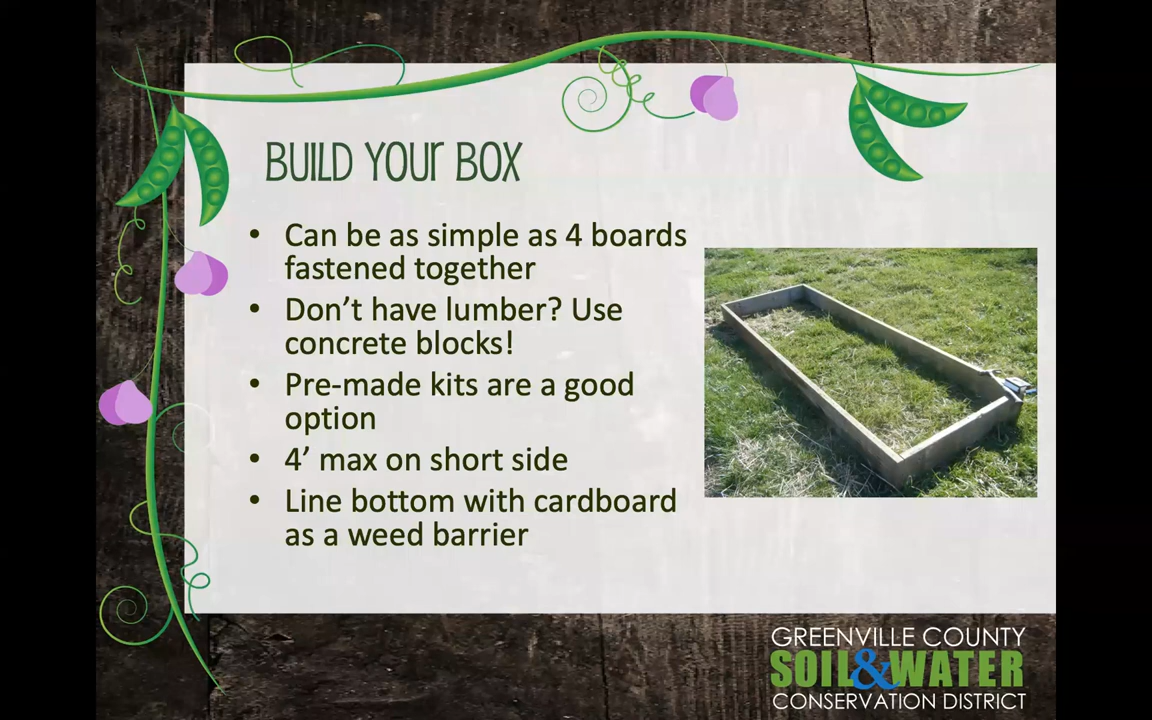 BUILD YOUR BOX
• Can be as simple as 4 boards
fastened together
• Don’t have lumber? Use
concrete blocks!
• Pre-made kits are a good
option
• 4’ max on short side
• Line bottom with cardboard
as a weed barrier
GREENVILLE COUNTY
SOIL&WATER
CONSERVATION DISTRICT